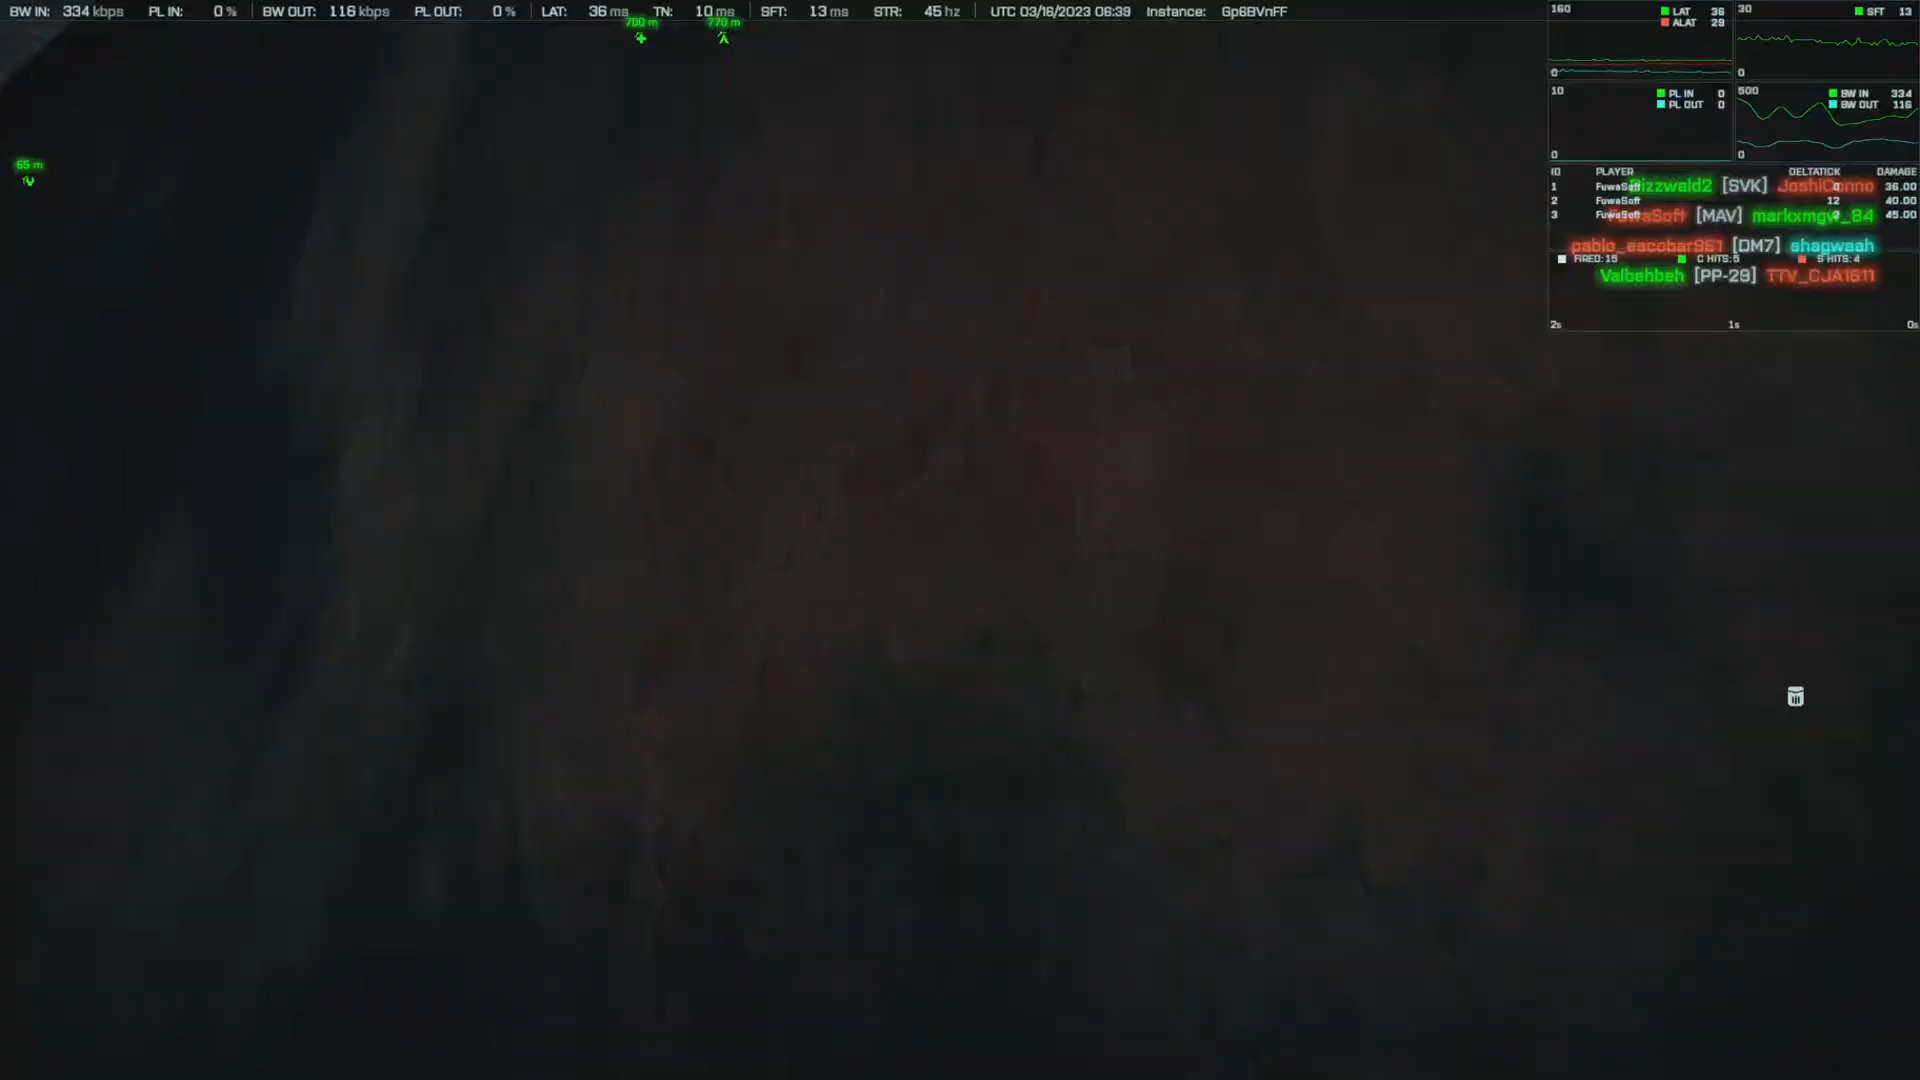 BW IN: 334 kbps PL IN: 0 % BW OUT: 116 kbps PL OUT: 0 % LAT: 36 ms TN: 10 ms SFT: 13 ms STR: 45 hz UTC 03/16/2023 06:39 Instance: Gp6BVnFF
700 m 770 m
65 m
160 LAT 36
ALAT 29
0
30 SFT 13
0
10 PL IN 0
PL OUT 0
0
500 BW IN 334
BW OUT 116
0
ID PLAYER DELTATICK DAMAGE
1 FuwaSoft 36.00
2 FuwaSoft 12 40.00
3 FuwaSoft 45.00
[SVK] JoshiConno
FuwaSoft [MAV] markxmgw_84
pablo_escobar961 [DM7] shagwaah
FIRED: 15 C HITS: 5 S HITS: 4
Valbehbeh [PP-29] TTV_CJA1611
2s 1s 0s